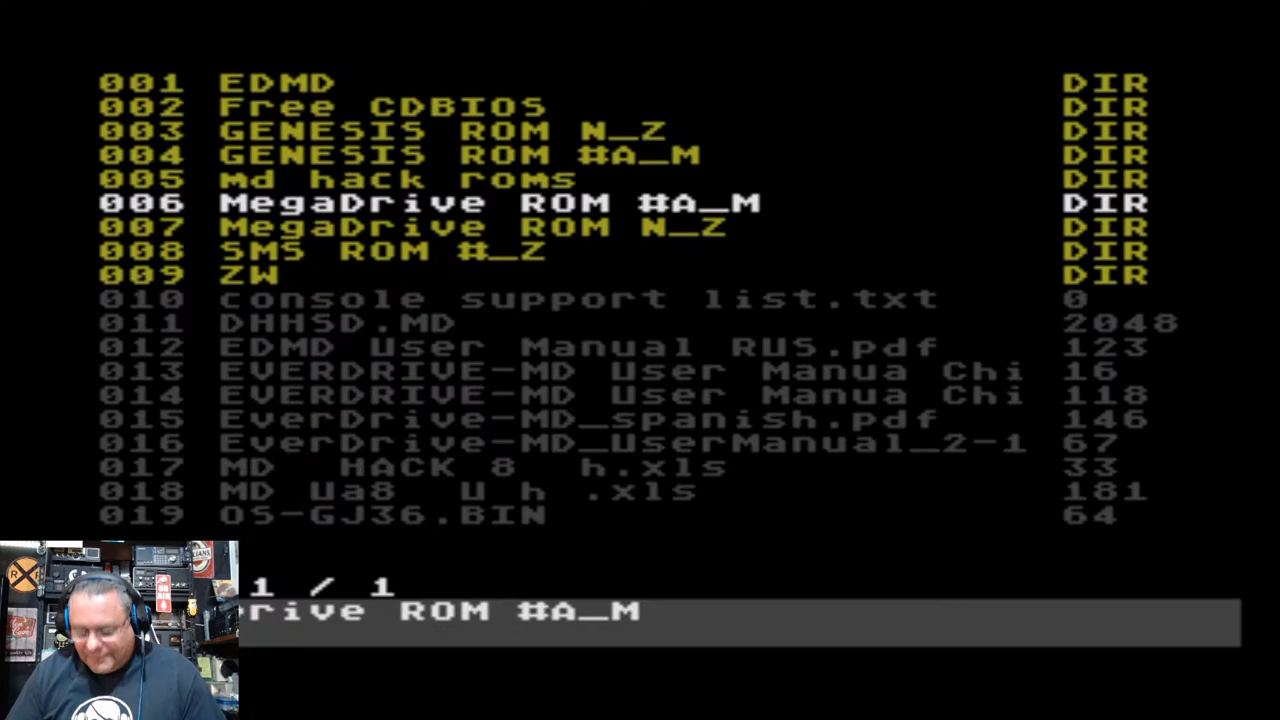 001 EDMD DIR
002 Free CDBIOS DIR
003 GENESIS ROM N_Z DIR
004 GENESIS ROM #A_M DIR
005 md hack roms DIR
006 MegaDrive ROM #A_M DIR
007 MegaDrive ROM N_Z DIR
008 SMS ROM #_Z DIR
009 ZW DIR
010 console support list.txt 0
011 DHHSD.MD 2048
012 EDMD User Manual RUS.pdf 123
013 EVERDRIVE-MD User Manua Chi 16
014 EVERDRIVE-MD User Manua Chi 118
015 EverDrive-MD_spanish.pdf 146
016 EverDrive-MD_UserManual_2-1 67
017 MD HACK 8 h.xls 33
018 MD Ua8 U h .xls 181
019 OS-GJ36.BIN 64
1 / 1
rive ROM #A_M